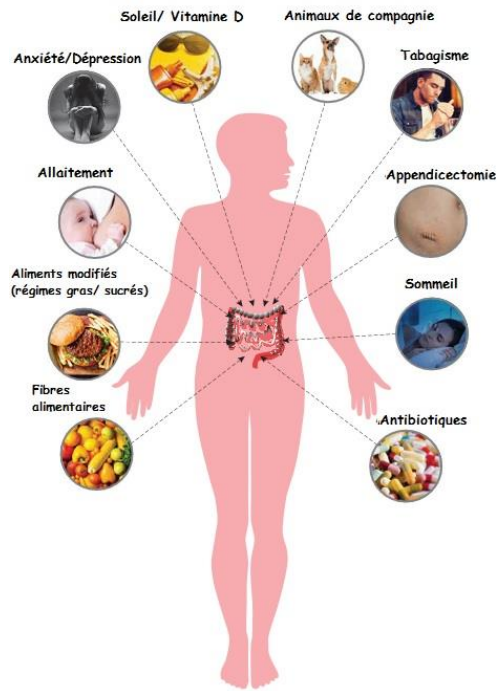 Soleil/ Vitamine D
Animaux de compagnie
Anxiété/Dépression
Tabagisme
Allaitement
Appendicectomie
Aliments modifiés
(régimes gras/ sucrés)
Sommeil
Fibres
alimentaires
Antibiotiques